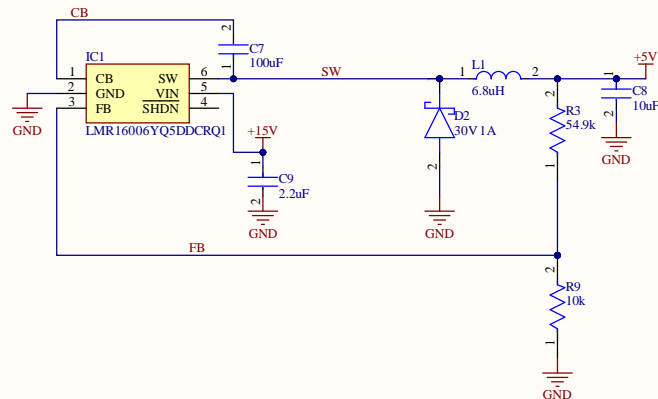 CB
2
C7
100uF
1
IC1
1 CB SW 6
2 GND VIN 5
3 FB SHDN 4
LMR16006YQ5DDCRQ1
GND
SW
1 L1 2
6.8uH
+5V
1
C8
10uF
2
GND
D2
30V 1A
2
GND
2
R3
54.9k
1
+15V
1
C9
2.2uF
2
GND
FB
2
R9
10k
1
GND